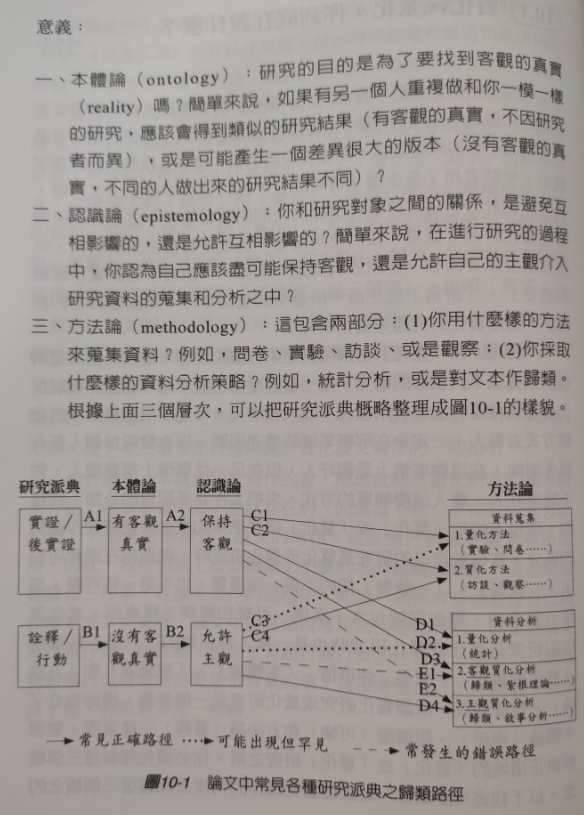 意義：
一、本體論（ontology）：研究的目的是為了要找到客觀的真實
（reality）嗎？簡單來說，如果有另一個人重複做和你一模一樣
的研究，應該會得到類似的研究結果（有客觀的真實，不因研究
者而異），或是可能產生一個差異很大的版本（沒有客觀的真
實，不同的人做出來的研究結果不同）？
二、認識論（epistemology）：你和研究對象之間的關係，是避免互
相影響的，還是允許互相影響的？簡單來說，在進行研究的過程
中，你認為自己應該盡可能保持客觀，還是允許自己的主觀介入
研究資料的蒐集和分析之中？
三、方法論（methodology）：這包含兩部分：(1)你用什麼樣的方法
來蒐集資料？例如，問卷、實驗、訪談、或是觀察；(2)你採取
什麼樣的資料分析策略？例如，統計分析，或是對文本作歸類。
根據上面三個層次，可以把研究派典概略整理成圖10-1的樣貌。
研究派典 本體論 認識論 方法論
實證／
後實證
A1
有客觀
真實
A2
保持
客觀
C1
C2
資料蒐集
1.量化方法
（實驗、問卷……）
2.質化方法
（訪談、觀察……）
詮釋／
行動
B1
沒有客
觀真實
B2
允許
主觀
C3
C4
D1
D2
D3
E1
E2
D4
資料分析
1.量化分析
（統計）
2.客觀質化分析
（歸類、紮根理論……）
3.主觀質化分析
（歸類、敘事分析……）
常見正確路徑 可能出現但罕見 常發生的錯誤路徑
圖10-1 論文中常見各種研究派典之歸類路徑